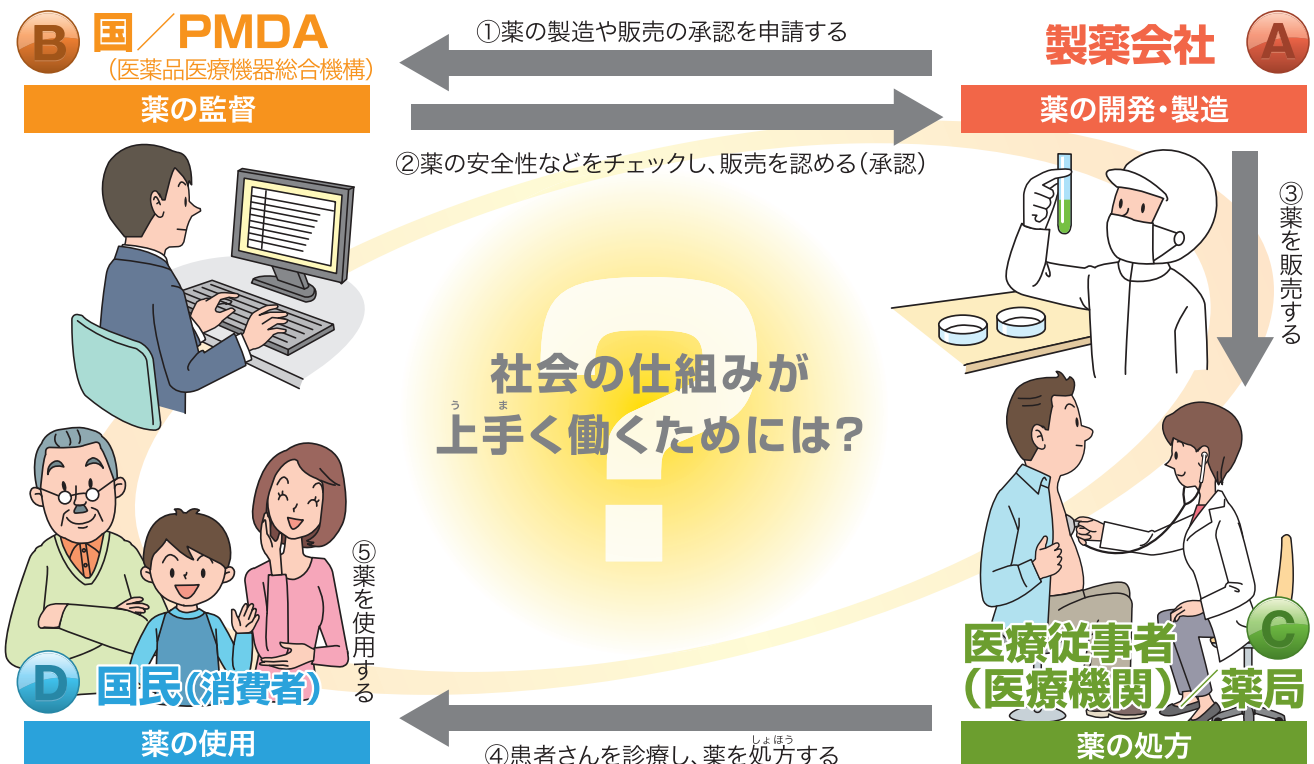 B
国／PMDA
（医薬品医療機器総合機構）
薬の監督
①薬の製造や販売の承認を申請する
②薬の安全性などをチェックし、販売を認める（承認）
製薬会社
A
薬の開発・製造
③薬を販売する
社会の仕組みが
うま
上手く働くためには？
?
⑤薬を使用する
D
国民（消費者）
薬の使用
C
医療従事者
（医療機関）／薬局
薬の処方
しょほう
④患者さんを診療し、薬を処方する